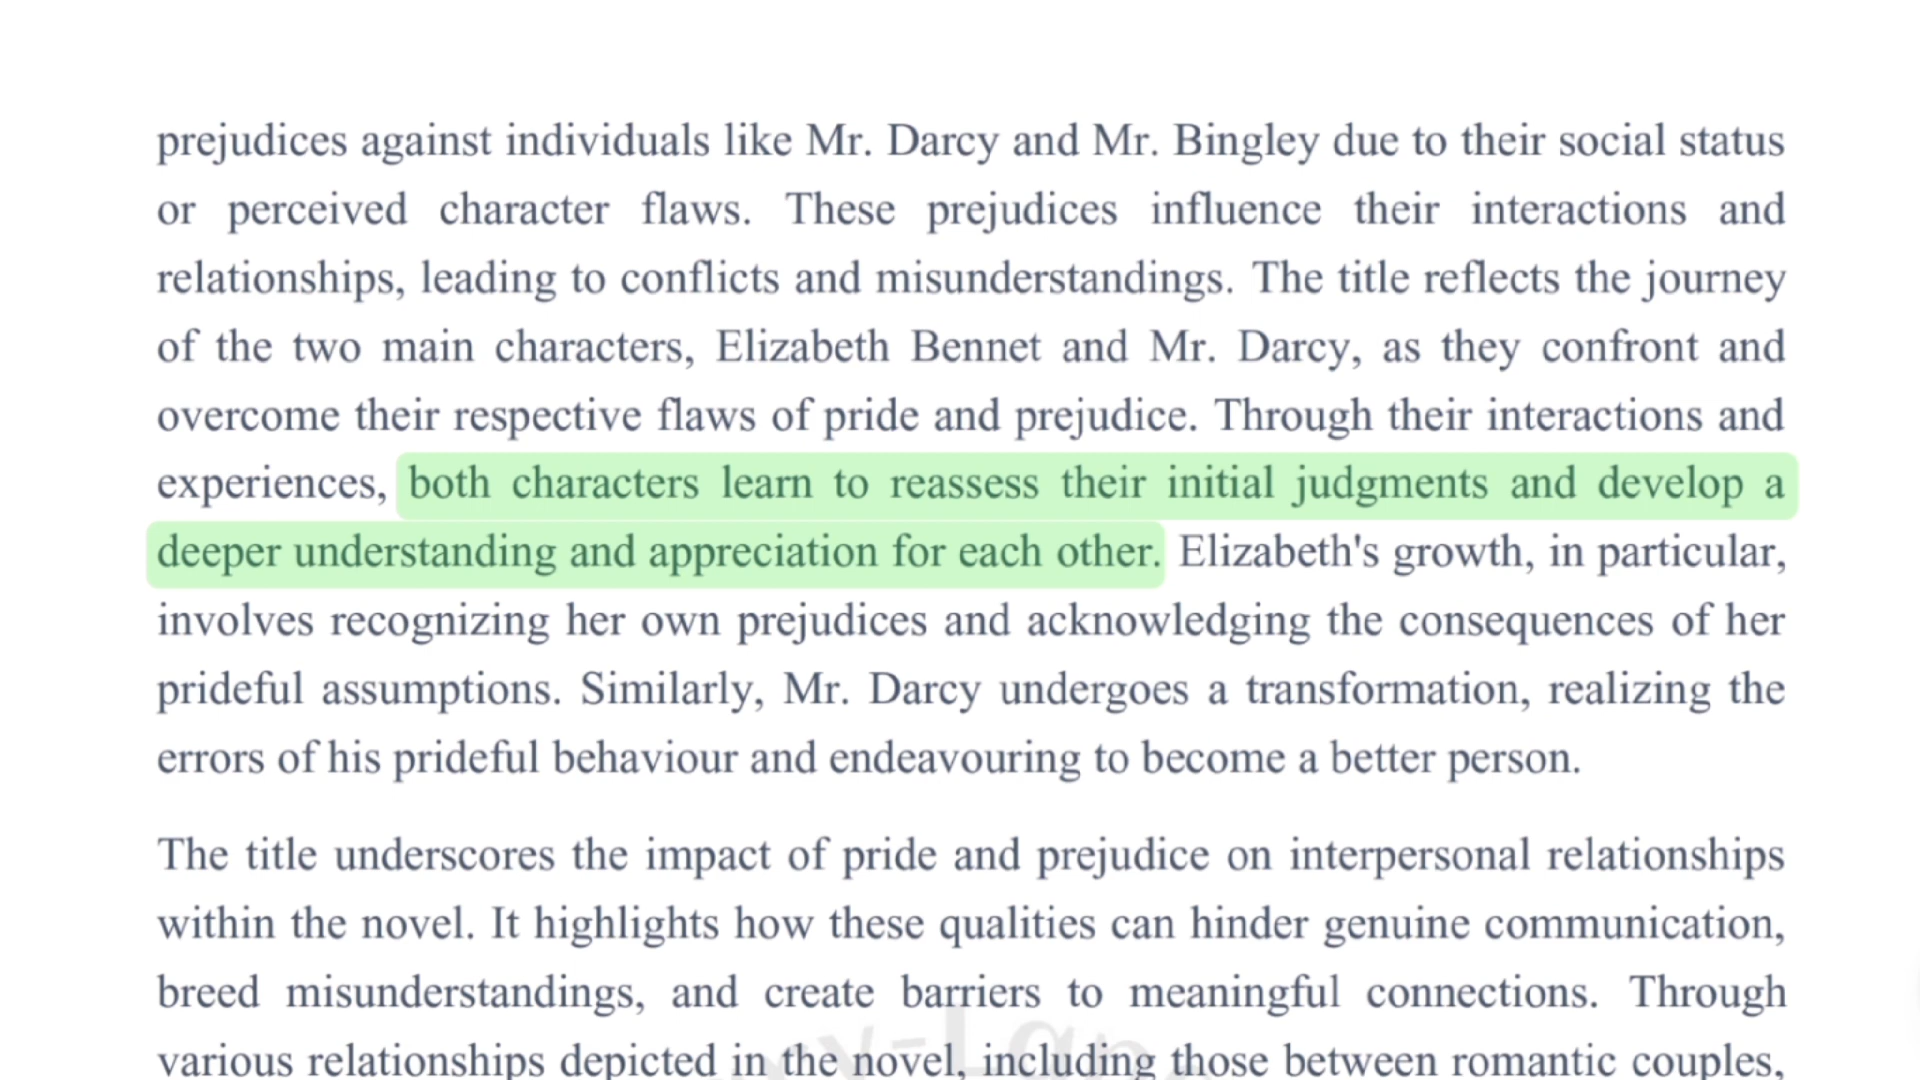 prejudices against individuals like Mr. Darcy and Mr. Bingley due to their social status
or perceived character flaws. These prejudices influence their interactions and
relationships, leading to conflicts and misunderstandings. The title reflects the journey
of the two main characters, Elizabeth Bennet and Mr. Darcy, as they confront and
overcome their respective flaws of pride and prejudice. Through their interactions and
experiences, both characters learn to reassess their initial judgments and develop a
deeper understanding and appreciation for each other. Elizabeth's growth, in particular,
involves recognizing her own prejudices and acknowledging the consequences of her
prideful assumptions. Similarly, Mr. Darcy undergoes a transformation, realizing the
errors of his prideful behaviour and endeavouring to become a better person.
The title underscores the impact of pride and prejudice on interpersonal relationships
within the novel. It highlights how these qualities can hinder genuine communication,
breed misunderstandings, and create barriers to meaningful connections. Through
various relationships depicted in the novel, including those between romantic couples,